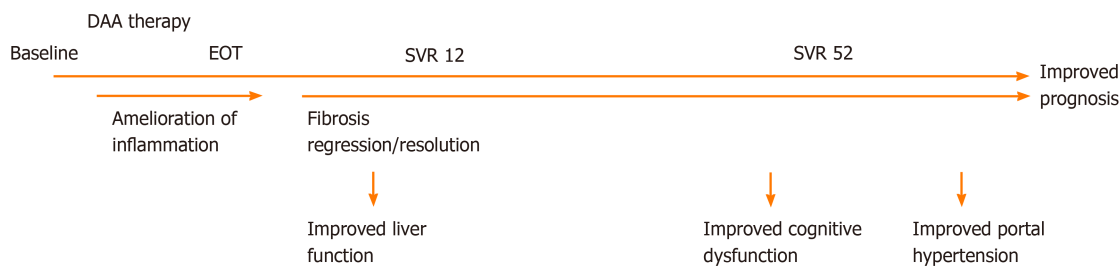 DAA therapy
Baseline
EOT
SVR 12
SVR 52
Improved
prognosis
Amelioration of
inflammation
Fibrosis
regression/resolution
Improved liver
function
Improved cognitive
dysfunction
Improved portal
hypertension